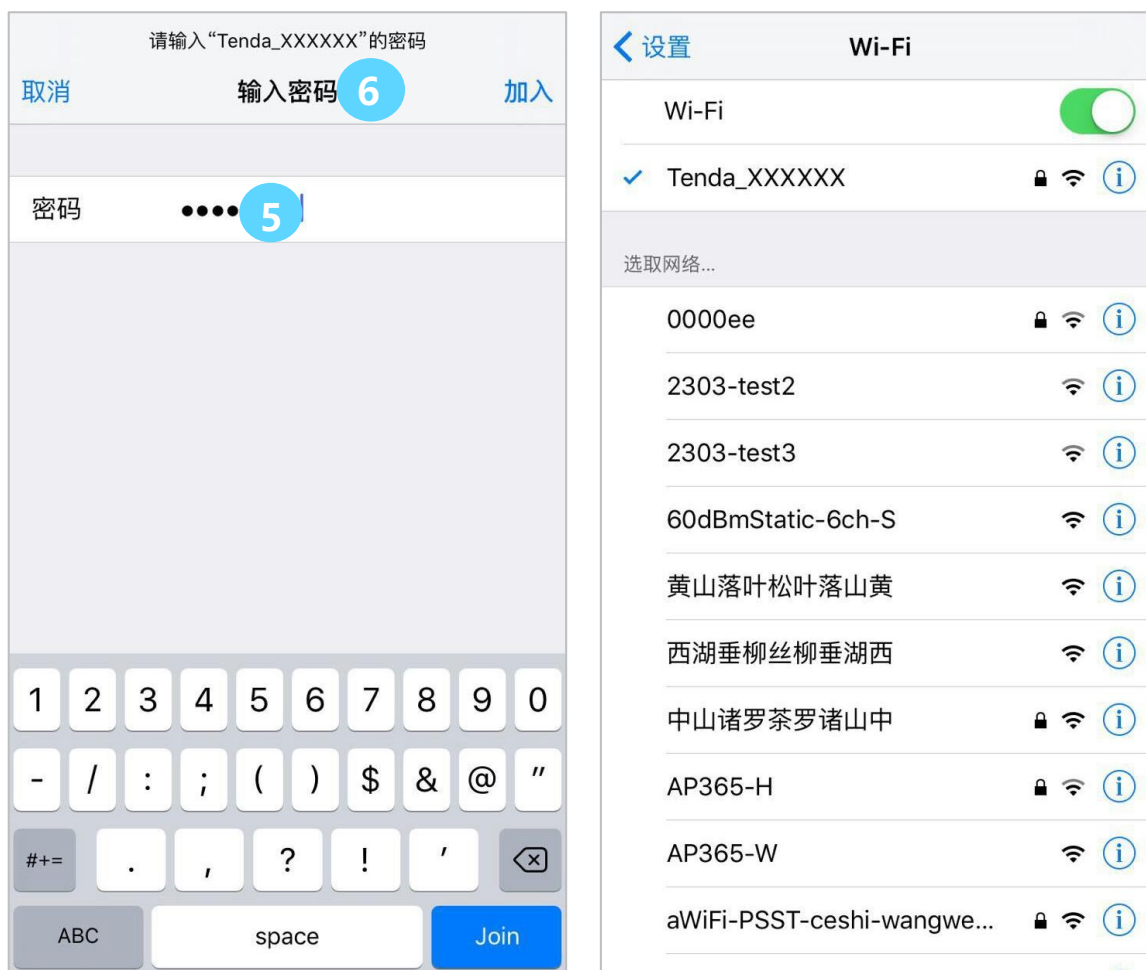 请输入“Tenda_XXXXXX”的密码
取消 输入密码 6 加入
密码 •••• 5
1 2 3 4 5 6 7 8 9 0
- / : ; ( ) $ & @ "
#+= . , ? ! '
ABC space Join
设置 Wi-Fi
Wi-Fi
Tenda_XXXXXX
选取网络...
0000ee
2303-test2
2303-test3
60dBmStatic-6ch-S
黄山落叶松叶落山黄
西湖垂柳丝柳垂湖西
中山诸罗茶罗诸山中
AP365-H
AP365-W
aWiFi-PSST-ceshi-wangwe...